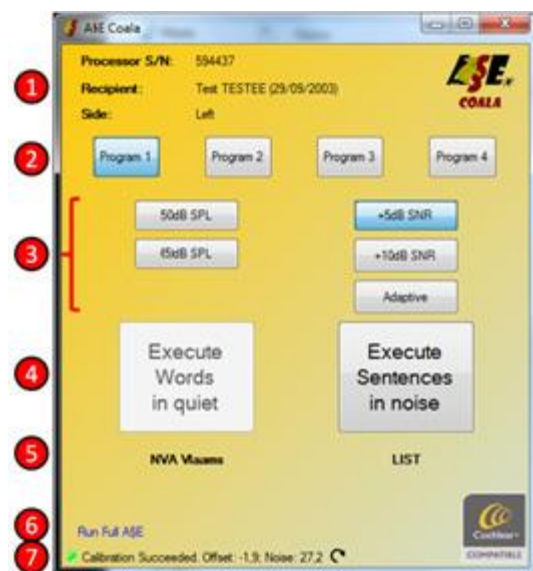 A§E Coala
Processor S/N: 594437
1
Recipient: Test TESTEE (29/09/2003)
A§E
COALA
Side: Left
2
Program 1
Program 2
Program 3
Program 4
50dB SPL
+5dB SNR
3
65dB SPL
+10dB SNR
Adaptive
4
Execute
Words
in quiet
Execute
Sentences
in noise
5
NVA Vlaams
LIST
6
Run Full A§E
Cochlear
COMPATIBLE
7
Calibration Succeeded. Offset: -1,9; Noise: 27,2